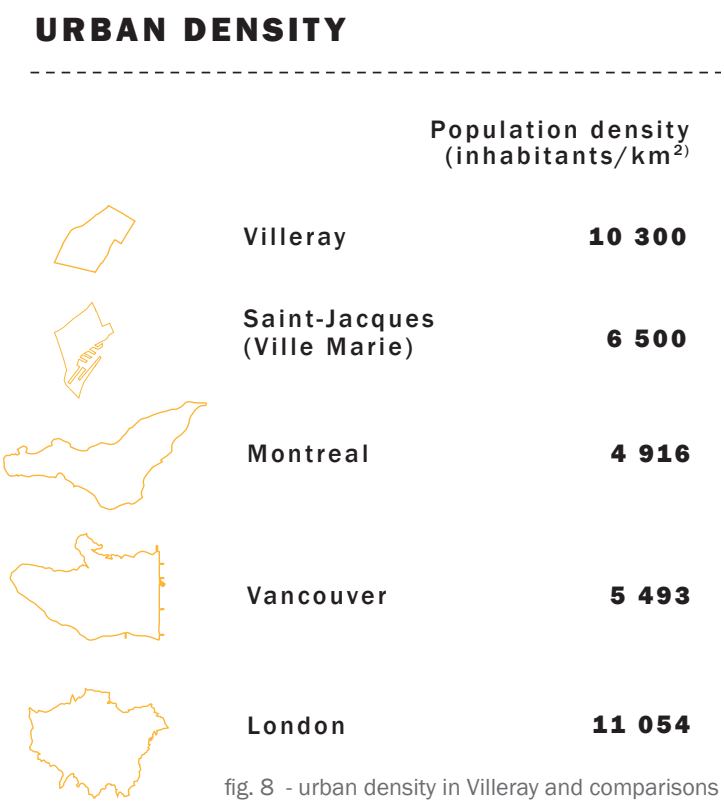 URBAN DENSITY
Population density
(inhabitants/km²)
Villeray 10 300
Saint-Jacques
(Ville Marie) 6 500
Montreal 4 916
Vancouver 5 493
London 11 054
fig. 8 - urban density in Villeray and comparisons